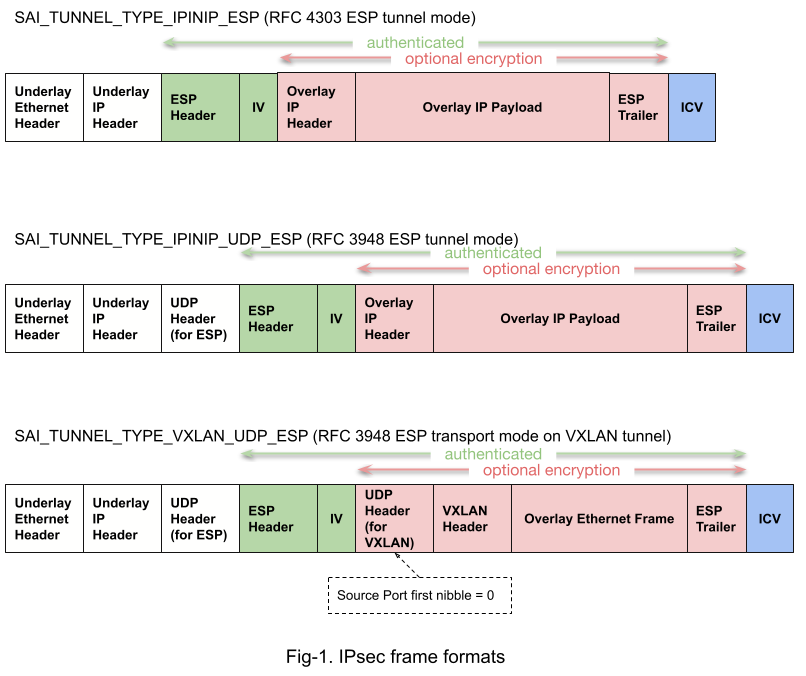 SAI_TUNNEL_TYPE_IPINIP_ESP (RFC 4303 ESP tunnel mode)
authenticated
optional encryption
Underlay Ethernet Header
Underlay IP Header
ESP Header
IV
Overlay IP Header
Overlay IP Payload
ESP Trailer
ICV
SAI_TUNNEL_TYPE_IPINIP_UDP_ESP (RFC 3948 ESP tunnel mode)
authenticated
optional encryption
Underlay Ethernet Header
Underlay IP Header
UDP Header (for ESP)
ESP Header
IV
Overlay IP Header
Overlay IP Payload
ESP Trailer
ICV
SAI_TUNNEL_TYPE_VXLAN_UDP_ESP (RFC 3948 ESP transport mode on VXLAN tunnel)
authenticated
optional encryption
Underlay Ethernet Header
Underlay IP Header
UDP Header (for ESP)
ESP Header
IV
UDP Header (for VXLAN)
VXLAN Header
Overlay Ethernet Frame
ESP Trailer
ICV
Source Port first nibble = 0
Fig-1. IPsec frame formats